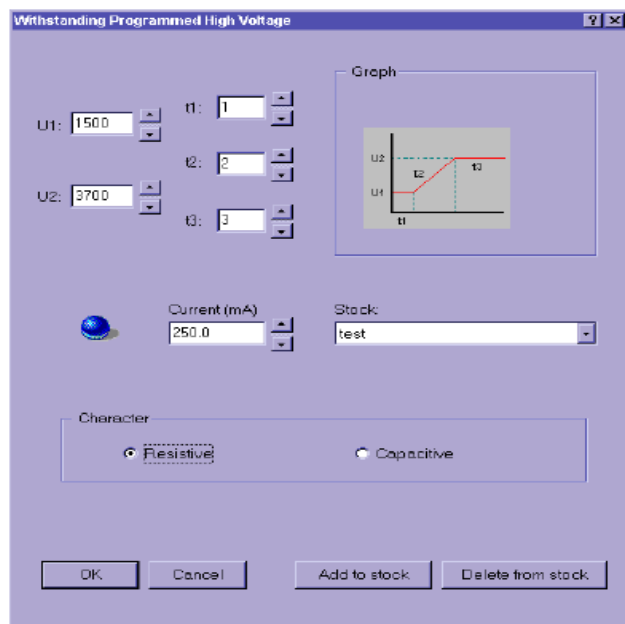 Withstanding Programmed High Voltage
U1: 1500
t1: 1
t2: 2
U2: 3700
t3: 3
Graph
U2
t2
t3
U1
t1
Current (mA)
250.0
Stock:
test
Character
Resistive
Capacitive
OK
Cancel
Add to stock
Delete from stock